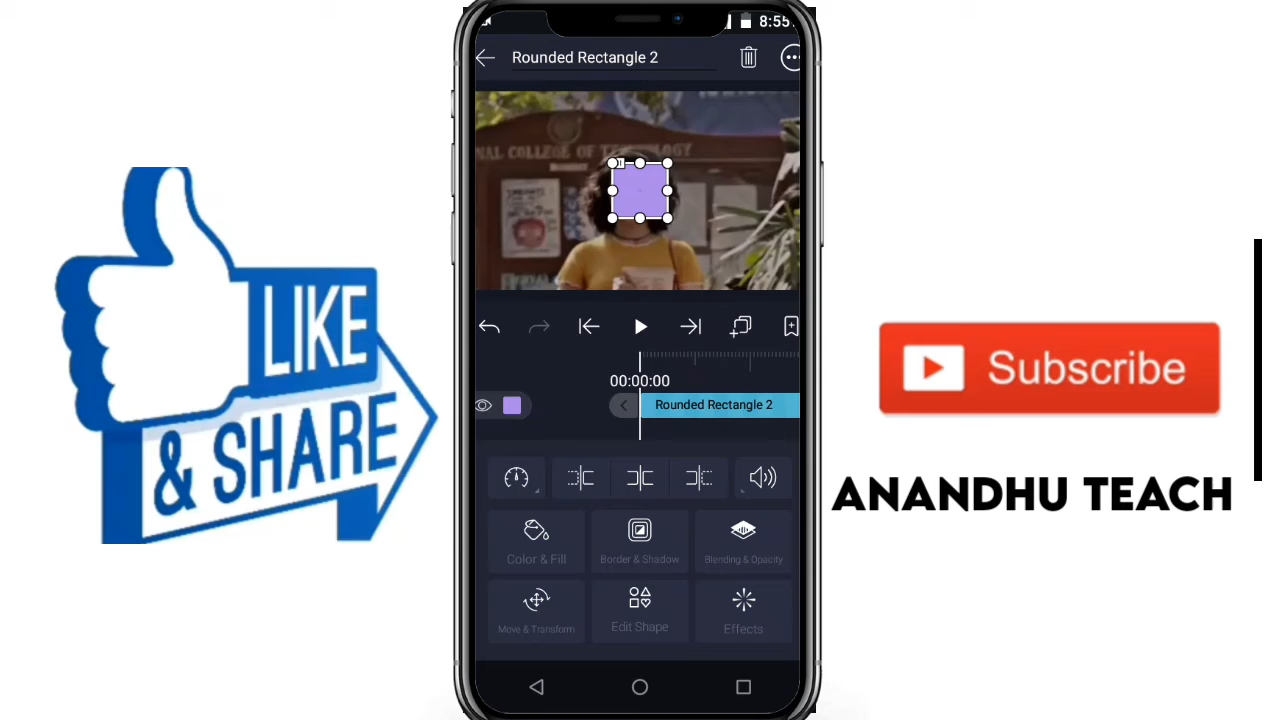 8:55
Rounded Rectangle 2
NAL COLLEGE OF TECHNOLOGY
LIKE
& SHARE
Subscribe
ANANDHU TEACH
00:00:00
Rounded Rectangle 2
Color & Fill
Border & Shadow
Blending & Opacity
Move & Transform
Edit Shape
Effects